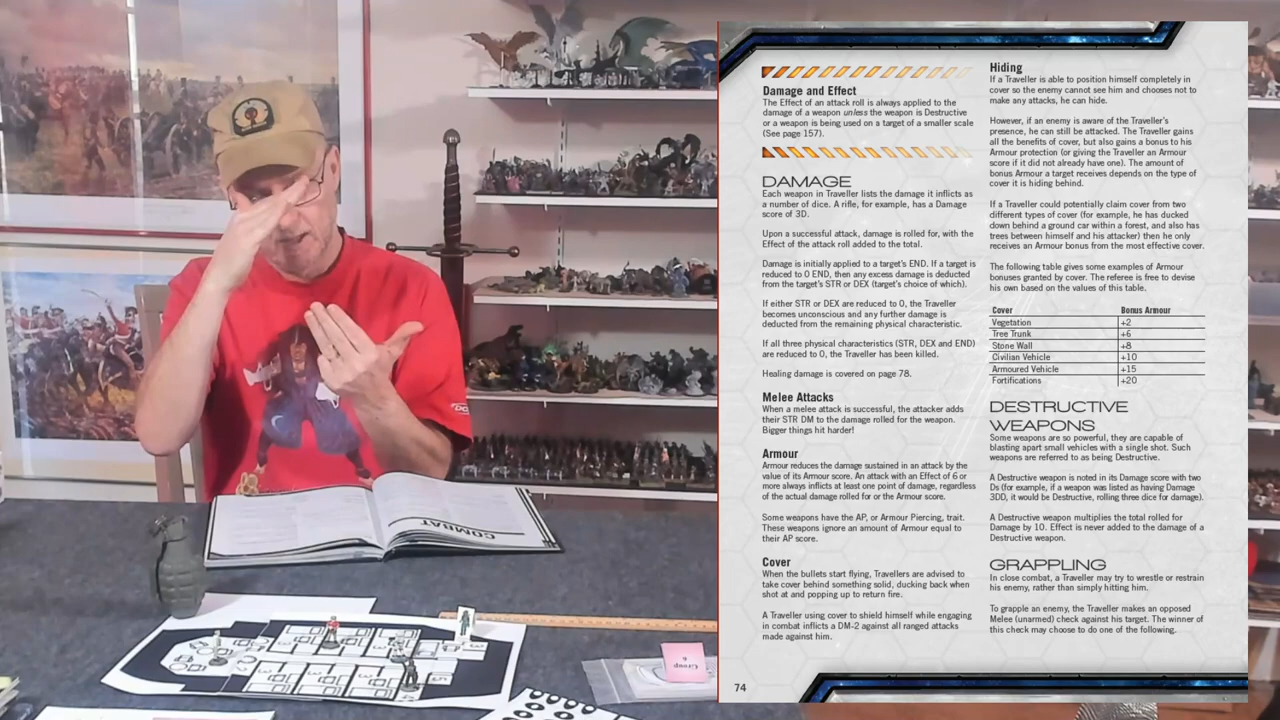 COMBAT
Group
6
Damage and Effect
The Effect of an attack roll is always applied to the
damage of a weapon unless the weapon is Destructive
or a weapon is being used on a target of a smaller scale
(See page 157).
DAMAGE
Each weapon in Traveller lists the damage it inflicts as
a number of dice. A rifle, for example, has a Damage
score of 3D.
Upon a successful attack, damage is rolled for, with the
Effect of the attack roll added to the total.
Damage is initially applied to a target's END. If a target is
reduced to 0 END, then any excess damage is deducted
from the target's STR or DEX (target's choice of which).
If either STR or DEX are reduced to 0, the Traveller
becomes unconscious and any further damage is
deducted from the remaining physical characteristic.
If all three physical characteristics (STR, DEX and END)
are reduced to 0, the Traveller has been killed.
Healing damage is covered on page 78.
Melee Attacks
When a melee attack is successful, the attacker adds
their STR DM to the damage rolled for the weapon.
Bigger things hit harder!
Armour
Armour reduces the damage sustained in an attack by the
value of its Armour score. An attack with an Effect of 6 or
more always inflicts at least one point of damage, regardless
of the actual damage rolled for or the Armour score.
Some weapons have the AP, or Armour Piercing, trait.
These weapons ignore an amount of Armour equal to
their AP score.
Cover
When the bullets start flying, Travellers are advised to
take cover behind something solid, ducking back when
shot at and popping up to return fire.
A Traveller using cover to shield himself while engaging
in combat inflicts a DM-2 against all ranged attacks
made against him.
Hiding
If a Traveller is able to position himself completely in
cover so the enemy cannot see him and chooses not to
make any attacks, he can hide.
However, if an enemy is aware of the Traveller's
presence, he can still be attacked. The Traveller gains
all the benefits of cover, but also gains a bonus to his
Armour protection (or giving the Traveller an Armour
score if it did not already have one). The amount of
bonus Armour a target receives depends on the type of
cover it is hiding behind.
If a Traveller could potentially claim cover from two
different types of cover (for example, he has ducked
down behind a ground car within a forest, and also has
trees between himself and his attacker) then he only
receives an Armour bonus from the most effective cover.
The following table gives some examples of Armour
bonuses granted by cover. The referee is free to devise
his own based on the values of this table.
Cover Bonus Armour
Vegetation +2
Tree Trunk +6
Stone Wall +8
Civilian Vehicle +10
Armoured Vehicle +15
Fortifications +20
DESTRUCTIVE
WEAPONS
Some weapons are so powerful, they are capable of
blasting apart small vehicles with a single shot. Such
weapons are referred to as being Destructive.
A Destructive weapon is noted in its Damage score with two
Ds (for example, if a weapon was listed as having Damage
3DD, it would be Destructive, rolling three dice for damage).
A Destructive weapon multiplies the total rolled for
Damage by 10. Effect is never added to the damage of a
Destructive weapon.
GRAPPLING
In close combat, a Traveller may try to wrestle or restrain
his enemy, rather than simply hitting him.
To grapple an enemy, the Traveller makes an opposed
Melee (unarmed) check against his target. The winner of
this check may choose to do one of the following.
74